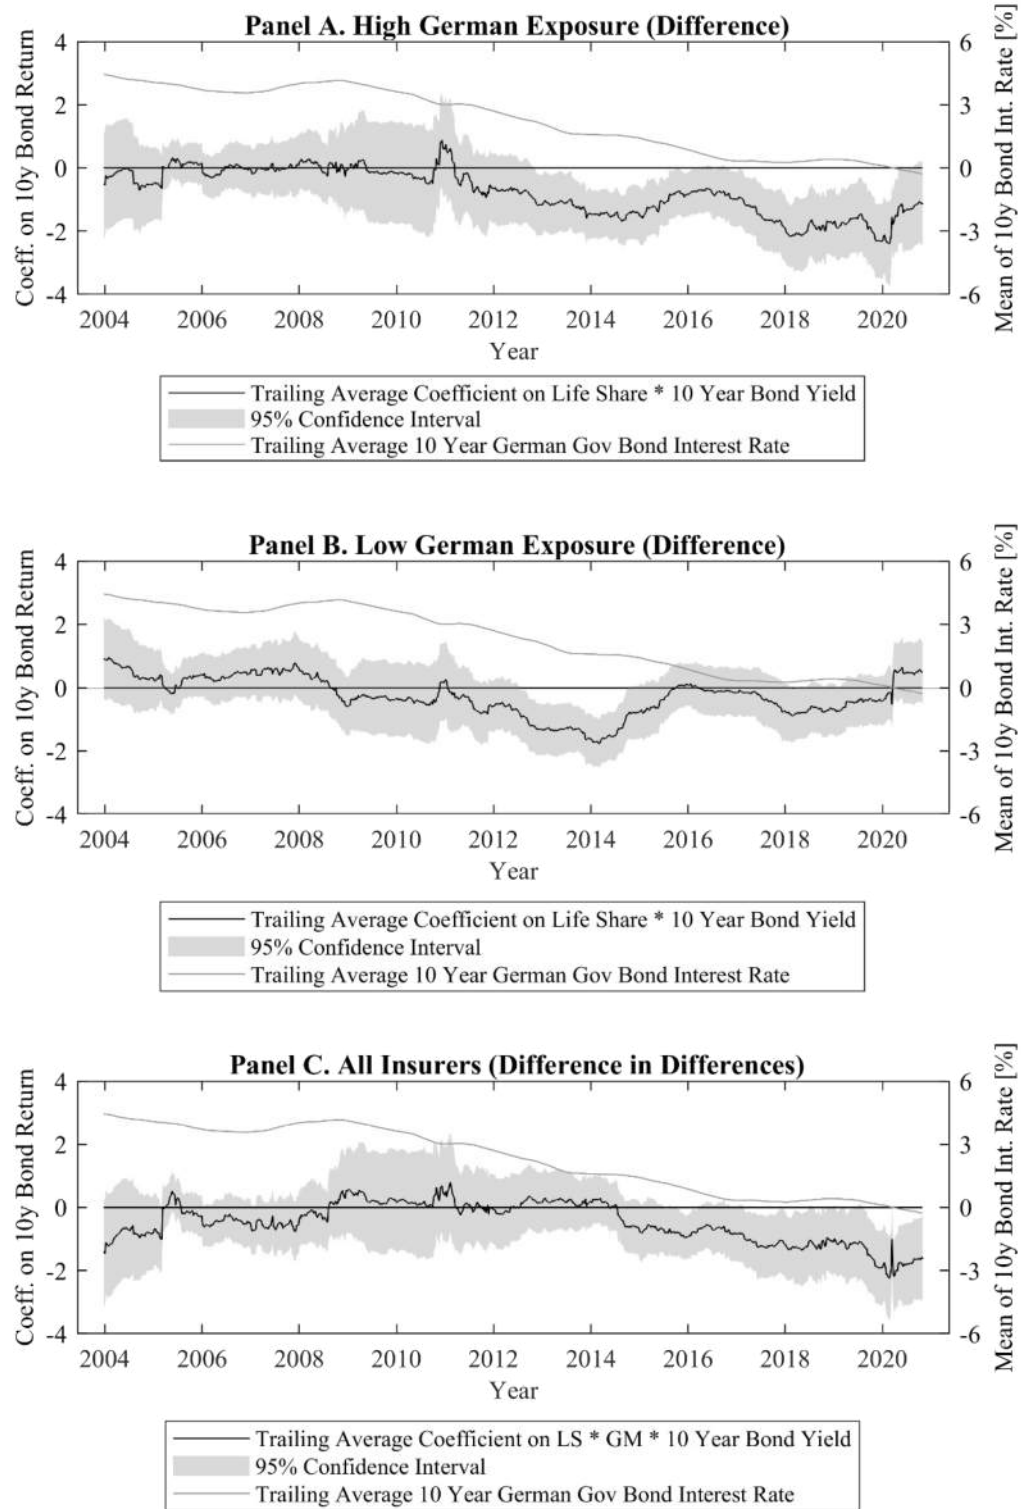 Panel A. High German Exposure (Difference)
Coeff. on 10y Bond Return
Mean of 10y Bond Int. Rate [%]
4
2
0
-2
-4
6
3
0
-3
-6
2004 2006 2008 2010 2012 2014 2016 2018 2020
Year
Trailing Average Coefficient on Life Share * 10 Year Bond Yield
95% Confidence Interval
Trailing Average 10 Year German Gov Bond Interest Rate
Panel B. Low German Exposure (Difference)
Coeff. on 10y Bond Return
Mean of 10y Bond Int. Rate [%]
4
2
0
-2
-4
6
3
0
-3
-6
2004 2006 2008 2010 2012 2014 2016 2018 2020
Year
Trailing Average Coefficient on Life Share * 10 Year Bond Yield
95% Confidence Interval
Trailing Average 10 Year German Gov Bond Interest Rate
Panel C. All Insurers (Difference in Differences)
Coeff. on 10y Bond Return
Mean of 10y Bond Int. Rate [%]
4
2
0
-2
-4
6
3
0
-3
-6
2004 2006 2008 2010 2012 2014 2016 2018 2020
Year
Trailing Average Coefficient on LS * GM * 10 Year Bond Yield
95% Confidence Interval
Trailing Average 10 Year German Gov Bond Interest Rate